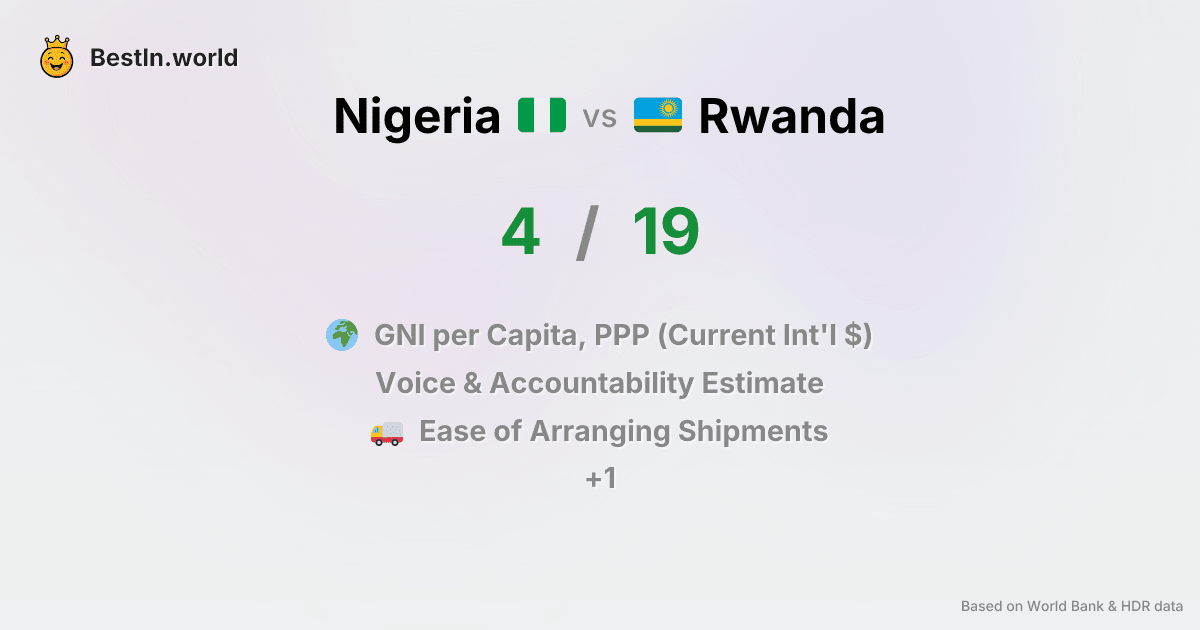 BestIn.world
Nigeria vs Rwanda
4 / 19
GNI per Capita, PPP (Current Int'l $)
Voice & Accountability Estimate
Ease of Arranging Shipments
+1
Based on World Bank & HDR data